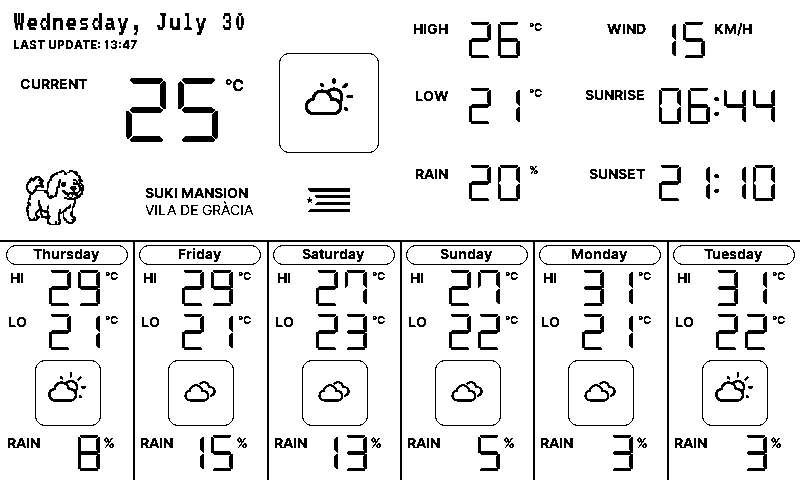 Wednesday, July 30
LAST UPDATE: 13:47
CURRENT 25 °C
SUKI MANSION
VILA DE GRÀCIA
HIGH 26 °C
LOW 21 °C
RAIN 20 %
WIND 15 KM/H
SUNRISE 06:44
SUNSET 21:10
Thursday
HI 29 °C
LO 21 °C
RAIN 8 %
Friday
HI 29 °C
LO 21 °C
RAIN 15 %
Saturday
HI 27 °C
LO 23 °C
RAIN 13 %
Sunday
HI 27 °C
LO 22 °C
RAIN 5 %
Monday
HI 31 °C
LO 21 °C
RAIN 3 %
Tuesday
HI 31 °C
LO 22 °C
RAIN 3 %